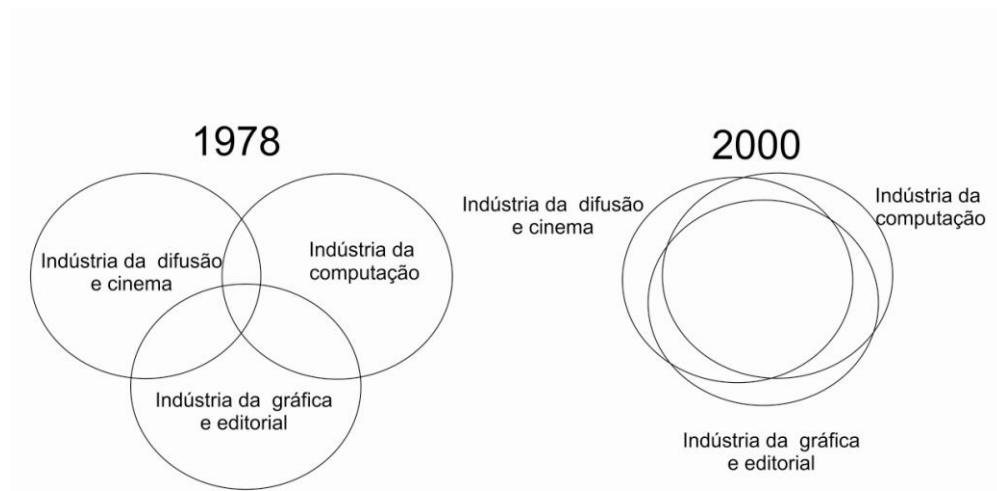 1978
Indústria da difusão
e cinema
Indústria da
computação
Indústria da gráfica
e editorial
2000
Indústria da difusão
e cinema
Indústria da
computação
Indústria da gráfica
e editorial